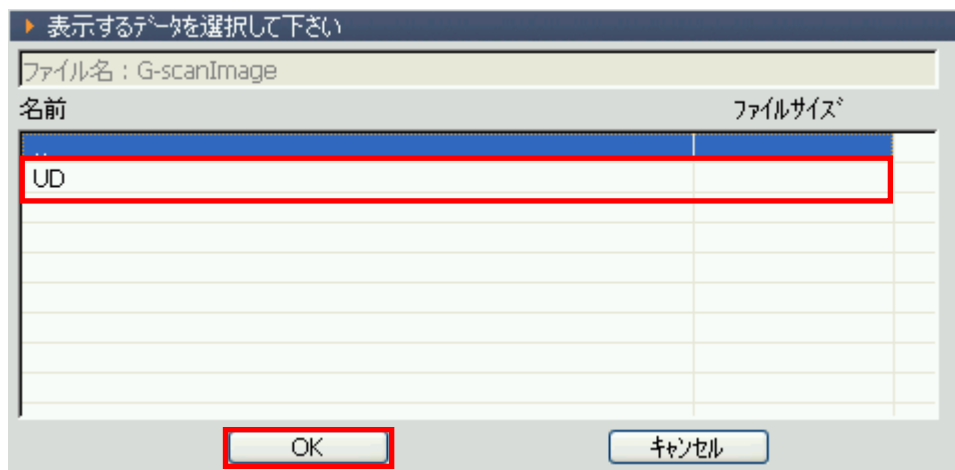 表示するﾃﾞｰﾀを選択して下さい
ファイル名：G-scanImage
名前 ﾌｧｲﾙｻｲｽﾞ
..
UD
OK ｷｬﾝｾﾙ